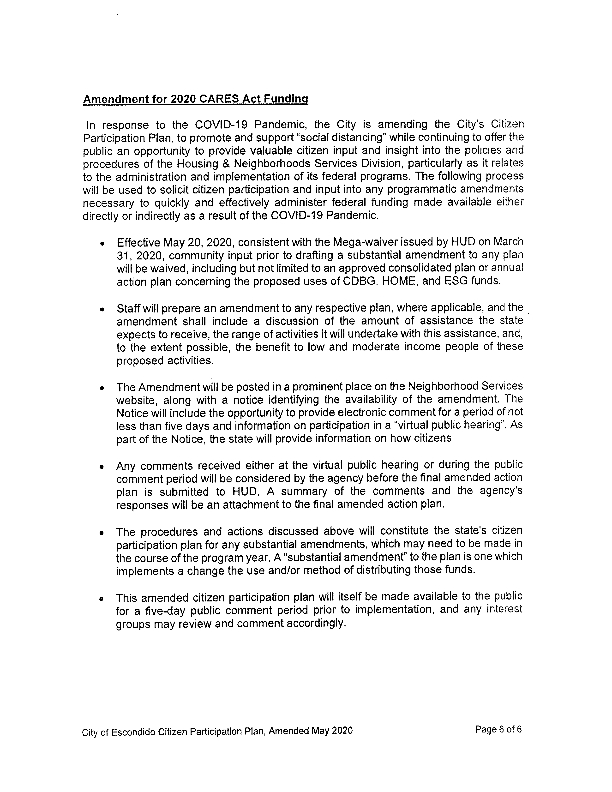 Amendment for 2020 CARES Act Funding
In response to the COVID-19 Pandemic, the City is amending the City's Citizen
Participation Plan, to promote and support "social distancing" while continuing to offer the
public an opportunity to provide valuable citizen input and insight into the policies and
procedures of the Housing & Neighborhoods Services Division, particularly as it relates
to the administration and implementation of its federal programs. The following process
will be used to solicit citizen participation and input into any programmatic amendments
necessary to quickly and effectively administer federal funding made available either
directly or indirectly as a result of the COVID-19 Pandemic.
• Effective May 20, 2020, consistent with the Mega-waiver issued by HUD on March
31, 2020, community input prior to drafting a substantial amendment to any plan
will be waived, including but not limited to an approved consolidated plan or annual
action plan concerning the proposed uses of CDBG, HOME, and ESG funds.
• Staff will prepare an amendment to any respective plan, where applicable, and the
amendment shall include a discussion of the amount of assistance the state
expects to receive, the range of activities it will undertake with this assistance, and,
to the extent possible, the benefit to low and moderate income people of these
proposed activities.
• The Amendment will be posted in a prominent place on the Neighborhood Services
website, along with a notice identifying the availability of the amendment. The
Notice will include the opportunity to provide electronic comment for a period of not
less than five days and information on participation in a "virtual public hearing". As
part of the Notice, the state will provide information on how citizens
• Any comments received either at the virtual public hearing or during the public
comment period will be considered by the agency before the final amended action
plan is submitted to HUD. A summary of the comments and the agency's
responses will be an attachment to the final amended action plan.
• The procedures and actions discussed above will constitute the state's citizen
participation plan for any substantial amendments, which may need to be made in
the course of the program year. A "substantial amendment" to the plan is one which
implements a change the use and/or method of distributing those funds.
• This amended citizen participation plan will itself be made available to the public
for a five-day public comment period prior to implementation, and any interest
groups may review and comment accordingly.
City of Escondido Citizen Participation Plan, Amended May 2020
Page 6 of 6